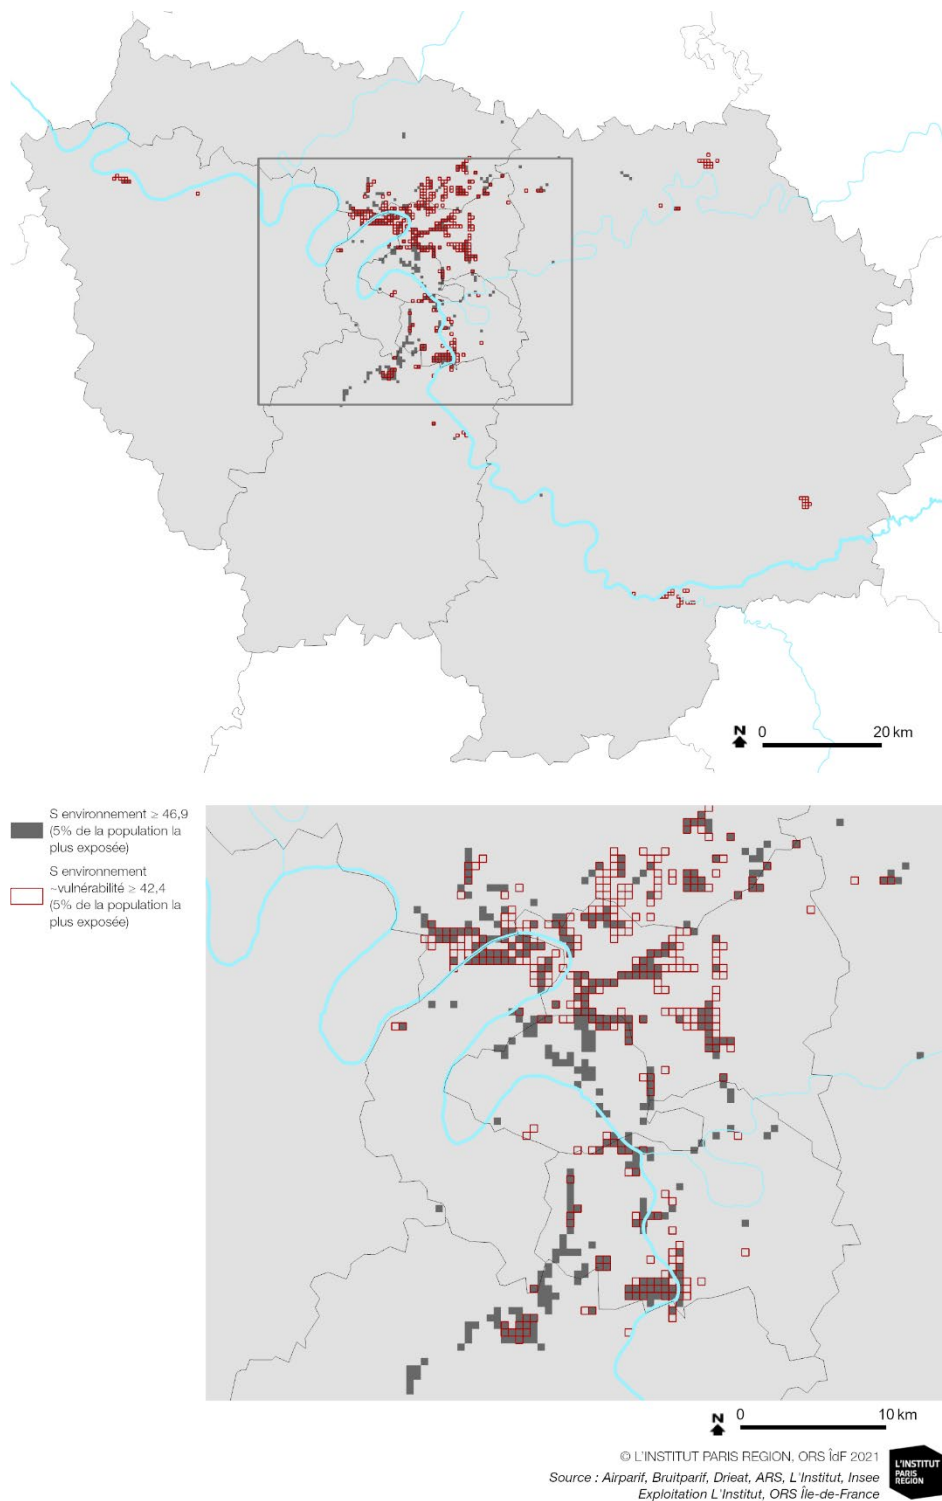 N
0 20 km
S environnement ≥ 46,9
(5% de la population la
plus exposée)
S environnement
~vulnérabilité ≥ 42,4
(5% de la population la
plus exposée)
N
0 10 km
© L'INSTITUT PARIS REGION, ORS ÎdF 2021
Source : Airparif, Bruitparif, Drieat, ARS, L'Institut, Insee
Exploitation L'Institut, ORS Île-de-France
L'INSTITUT
PARIS
REGION